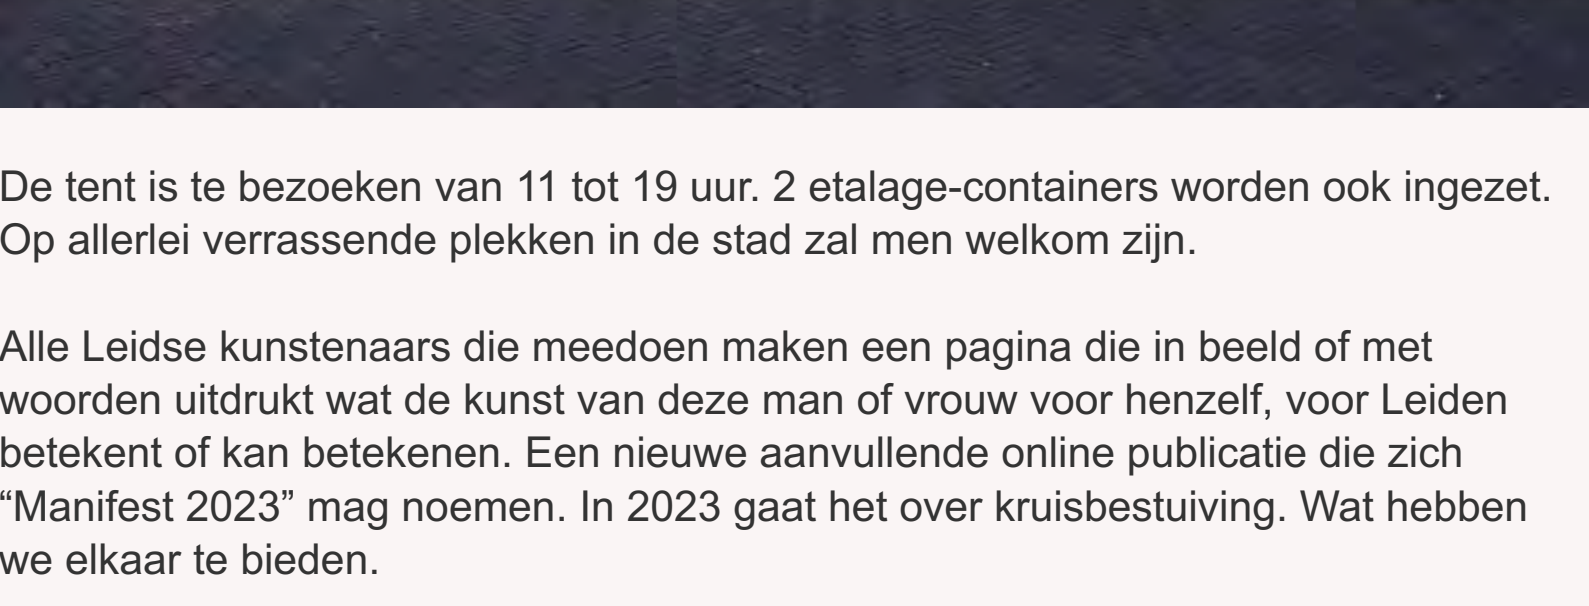 De tent is te bezoeken van 11 tot 19 uur. 2 etalage-containers worden ook ingezet.
Op allerlei verrassende plekken in de stad zal men welkom zijn.
Alle Leidse kunstenaars die meedoen maken een pagina die in beeld of met
woorden uitdrukt wat de kunst van deze man of vrouw voor henzelf, voor Leiden
betekent of kan betekenen. Een nieuwe aanvullende online publicatie die zich
“Manifest 2023” mag noemen. In 2023 gaat het over kruisbestuiving. Wat hebben
we elkaar te bieden.